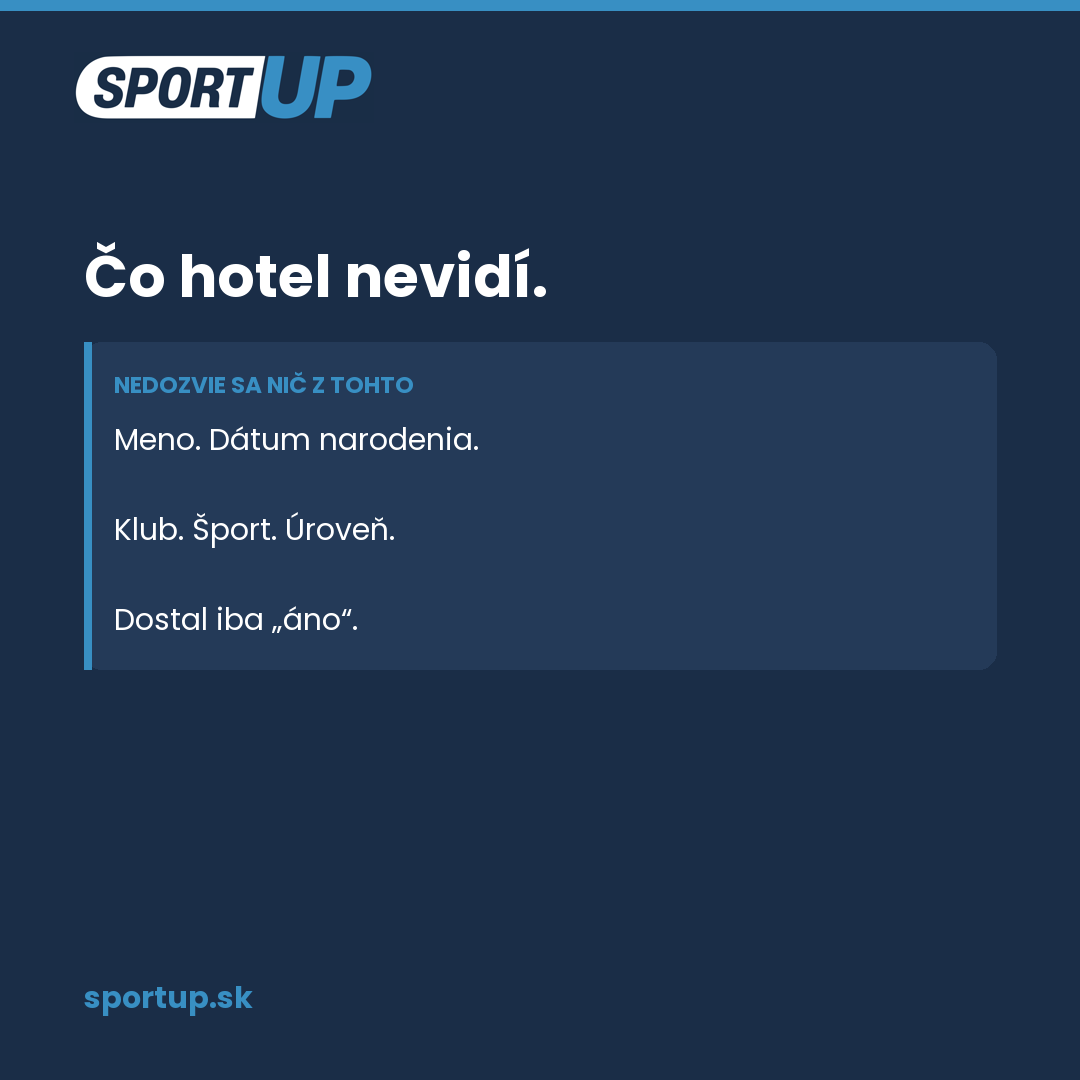 SPORTUP
Čo hotel nevidí.
NEDOZVIE SA NIČ Z TOHTO
Meno. Dátum narodenia.
Klub. Šport. Úroveň.
Dostal iba „áno“.
sportup.sk